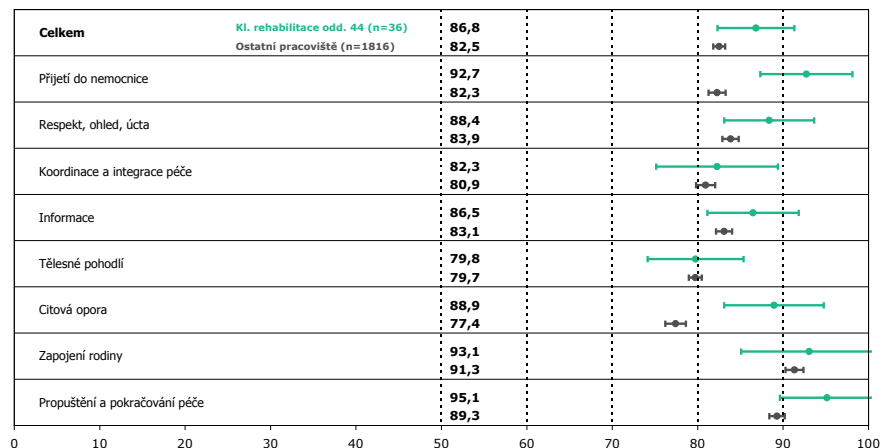 Celkem Kl. rehabilitace odd. 44 (n=36) 86,8
Ostatní pracoviště (n=1816) 82,5
Přijetí do nemocnice 92,7
82,3
Respekt, ohled, úcta 88,4
83,9
Koordinace a integrace péče 82,3
80,9
Informace 86,5
83,1
Tělesné pohodlí 79,8
79,7
Citová opora 88,9
77,4
Zapojení rodiny 93,1
91,3
Propuštění a pokračování péče 95,1
89,3
0 10 20 30 40 50 60 70 80 90 100